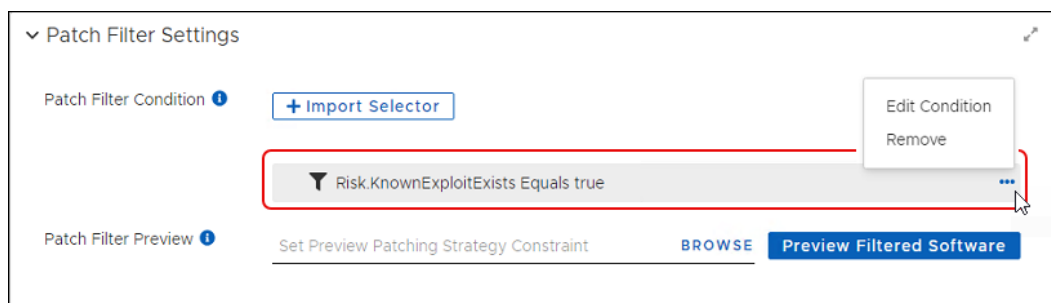 Patch Filter Settings
Patch Filter Condition
+ Import Selector
Edit Condition
Remove
Risk.KnownExploitExists Equals true
Patch Filter Preview
Set Preview Patching Strategy Constraint
BROWSE
Preview Filtered Software